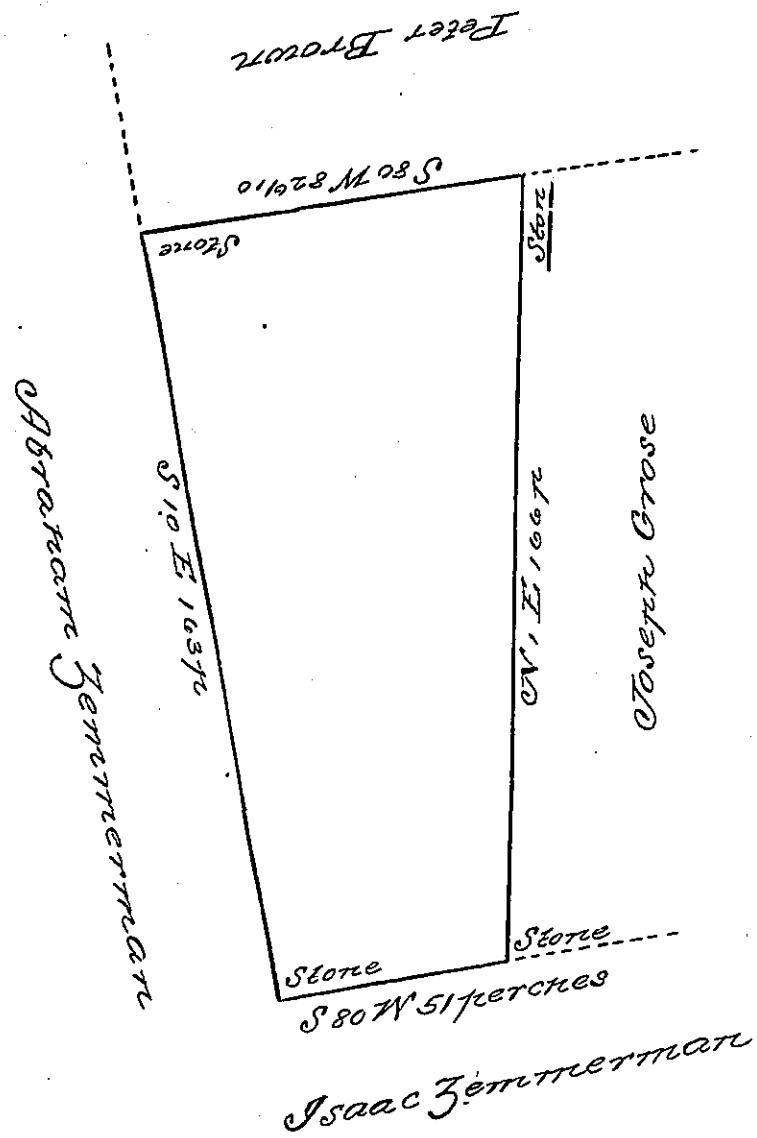 Peter Brown
S 80 W 82 6/10
Stone
Ston
Abraham Zemmerman
S 10 E 163 p
N 1 E 166 p
Joseph Grose
Stone
Stone
S 80 W 51 perches
Isaac Zemmerman